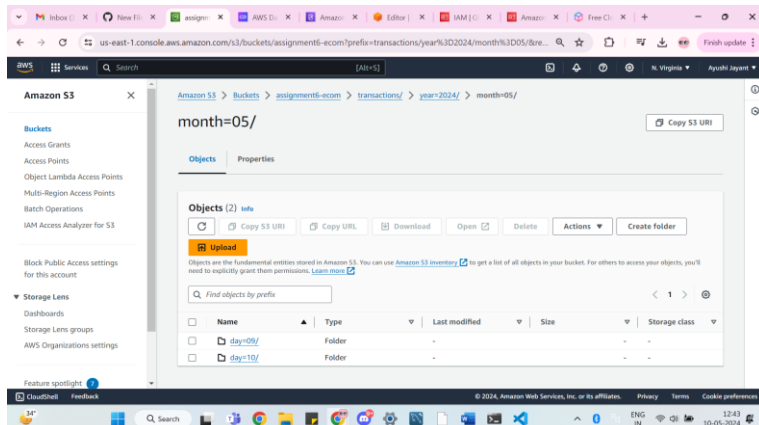 Inbox (
New Fil
assignm
AWS Da
Amazon
Editor |
IAM | G
Amazon
Free Cl
us-east-1.console.aws.amazon.com/s3/buckets/assignment6-ecom?prefix=transactions/year%3D2024/month%3D05/&re...
Finish update
aws Services Search [Alt+S] N. Virginia Ayushi Jayant
Amazon S3
Buckets
Access Grants
Access Points
Object Lambda Access Points
Multi-Region Access Points
Batch Operations
IAM Access Analyzer for S3
Block Public Access settings
for this account
Storage Lens
Dashboards
Storage Lens groups
AWS Organizations settings
Feature spotlight 7
Amazon S3 > Buckets > assignment6-ecom > transactions/ > year=2024/ > month=05/
month=05/
Copy S3 URI
Objects Properties
Objects (2) Info
Copy S3 URI Copy URL Download Open Delete Actions Create folder
Upload
Objects are the fundamental entities stored in Amazon S3. You can use Amazon S3 inventory to get a list of all objects in your bucket. For others to access your objects, you'll
need to explicitly grant them permissions. Learn more
Find objects by prefix
1
Name Type Last modified Size Storage class
day=09/ Folder - - -
day=10/ Folder - - -
CloudShell Feedback © 2024, Amazon Web Services, Inc. or its affiliates. Privacy Terms Cookie preferences
34°
Search
ENG
IN
12:43
10-05-2024